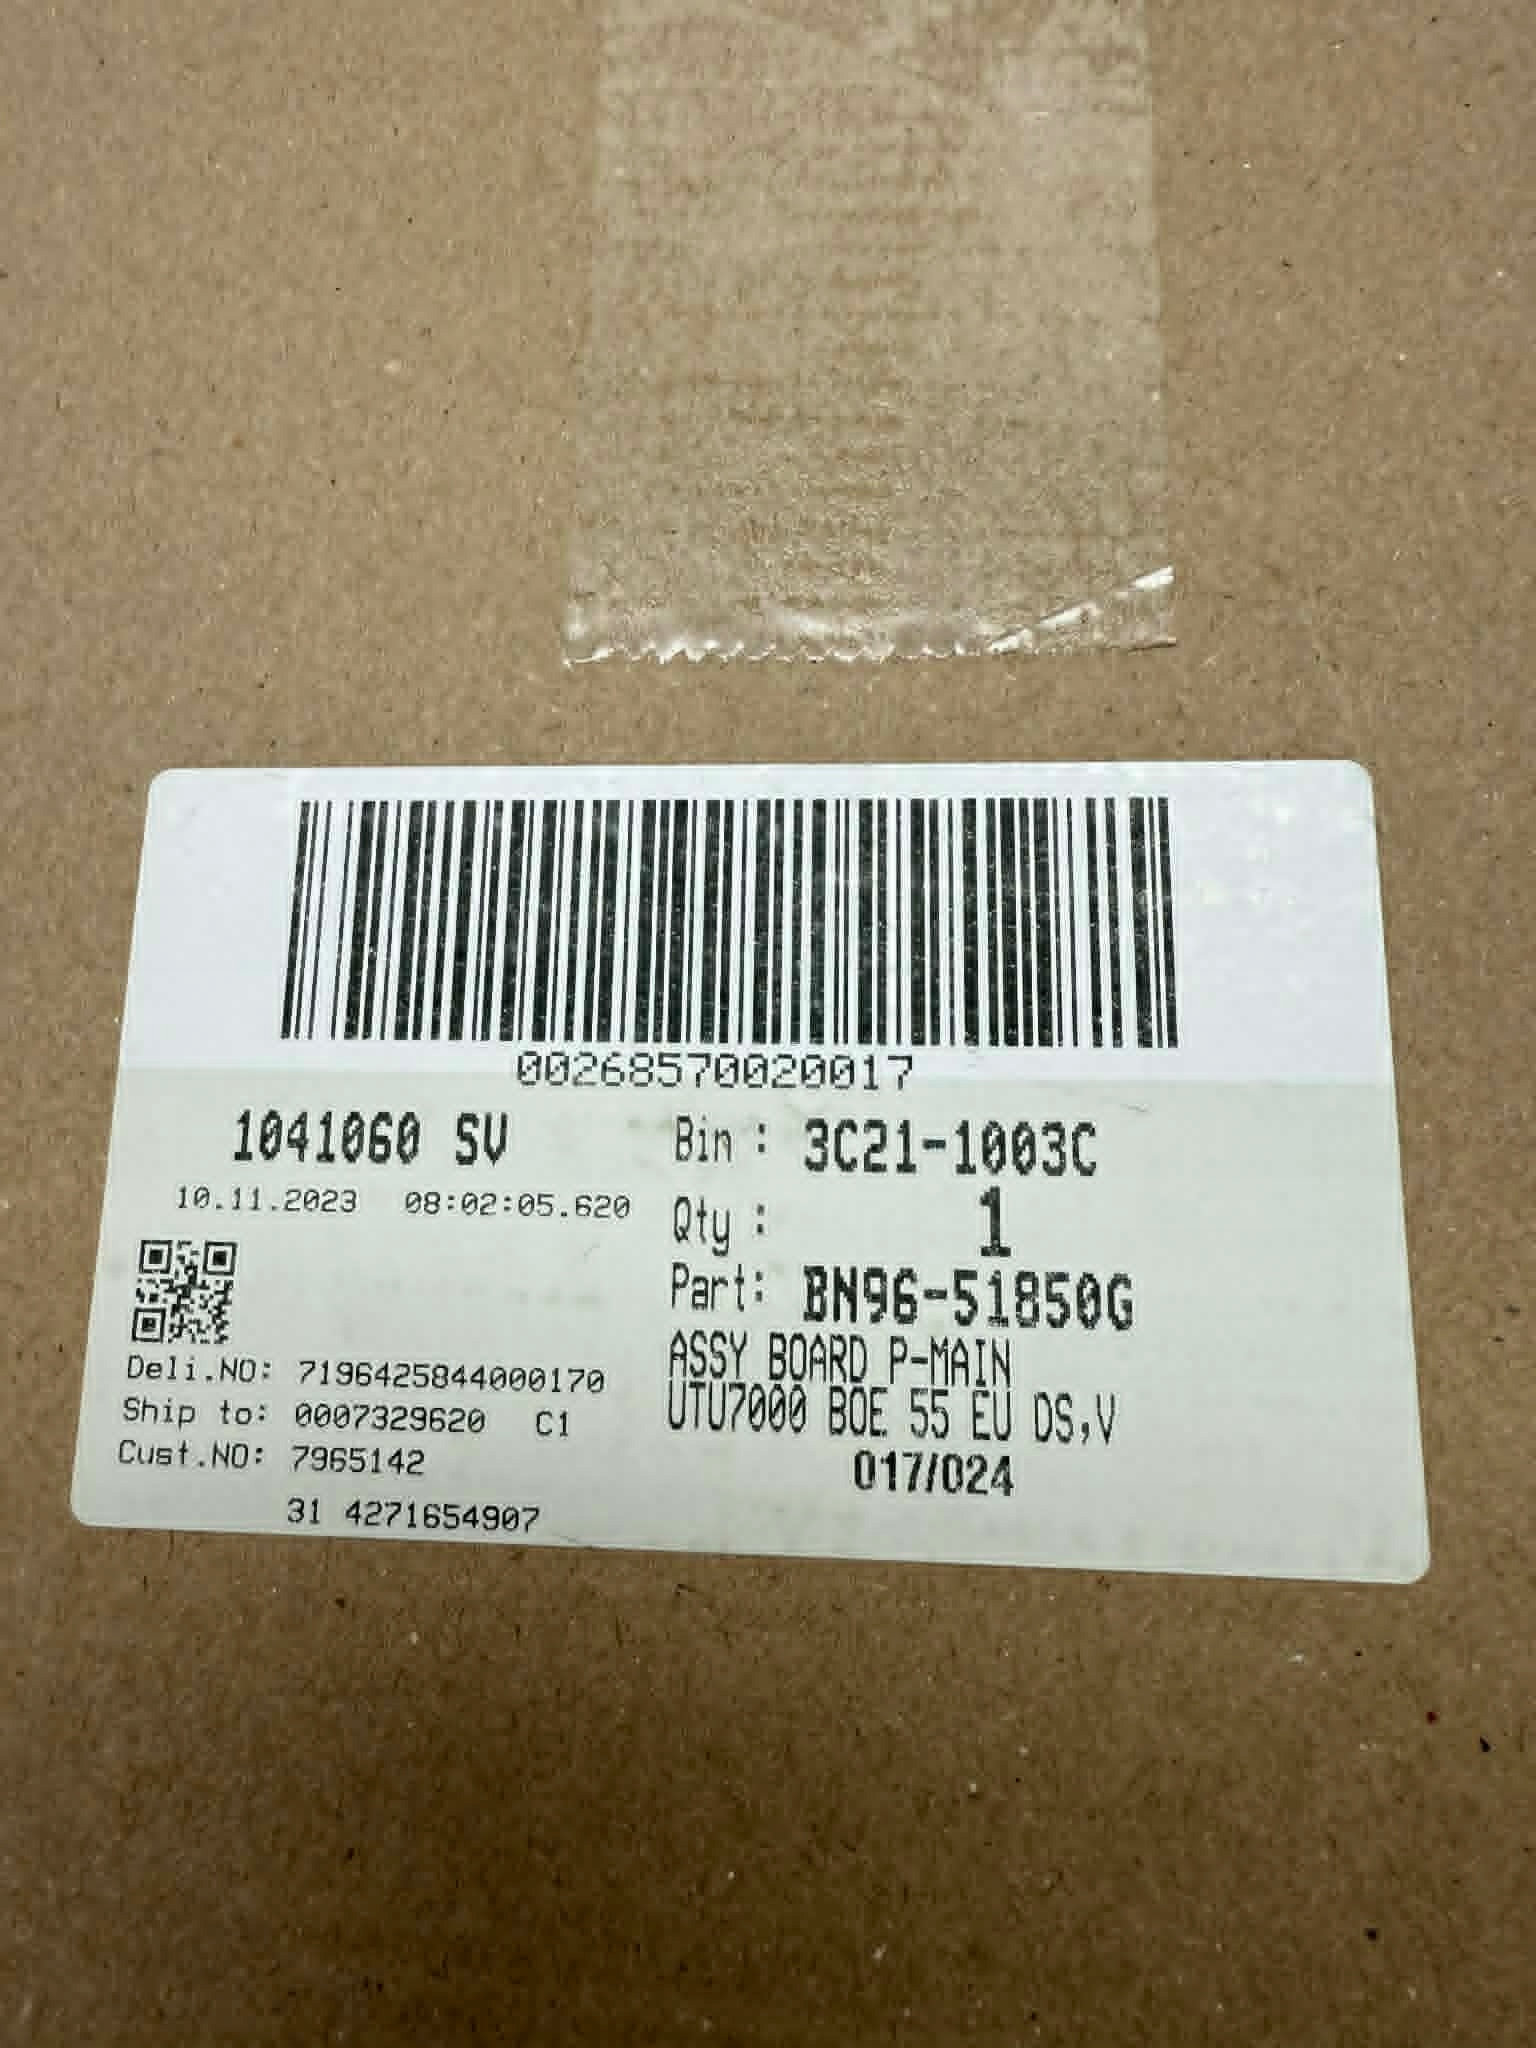 00268570020017
1041060 SV
10.11.2023 08:02:05.620
Bin : 3C21-1003C
Qty : 1
Part: BN96-51850G
ASSY BOARD P-MAIN
UTU7000 BOE 55 EU DS,V
017/024
Deli.NO: 7196425844000170
Ship to: 0007329620 C1
Cust.NO: 7965142
31 4271654907